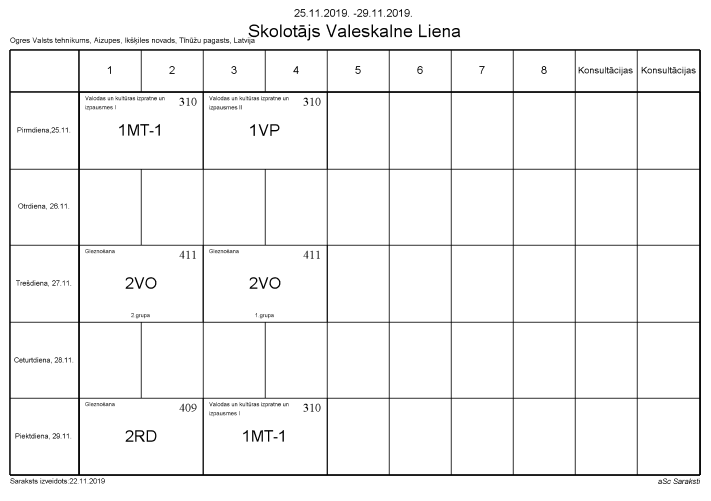 25.11.2019. -29.11.2019.
Skolotājs Valeskalne Liena
Ogres Valsts tehnikums, Aizupes, Ikšķiles novads, Tīnūžu pagasts, Latvija
1 2 3 4 5 6 7 8 Konsultācijas Konsultācijas
Pirmdiena,25.11.
Valodas un kultūras izpratne un
izpausmes I
310
1MT-1
Valodas un kultūras izpratne un
izpausmes II
310
1VP
Otrdiena, 26.11.
Trešdiena, 27.11.
Gleznošana
411
2VO
2.grupa
Gleznošana
411
2VO
1.grupa
Ceturtdiena, 28.11.
Piektdiena, 29.11.
Gleznošana
409
2RD
Valodas un kultūras izpratne un
izpausmes I
310
1MT-1
Saraksts izveidots:22.11.2019
aSc Saraksti